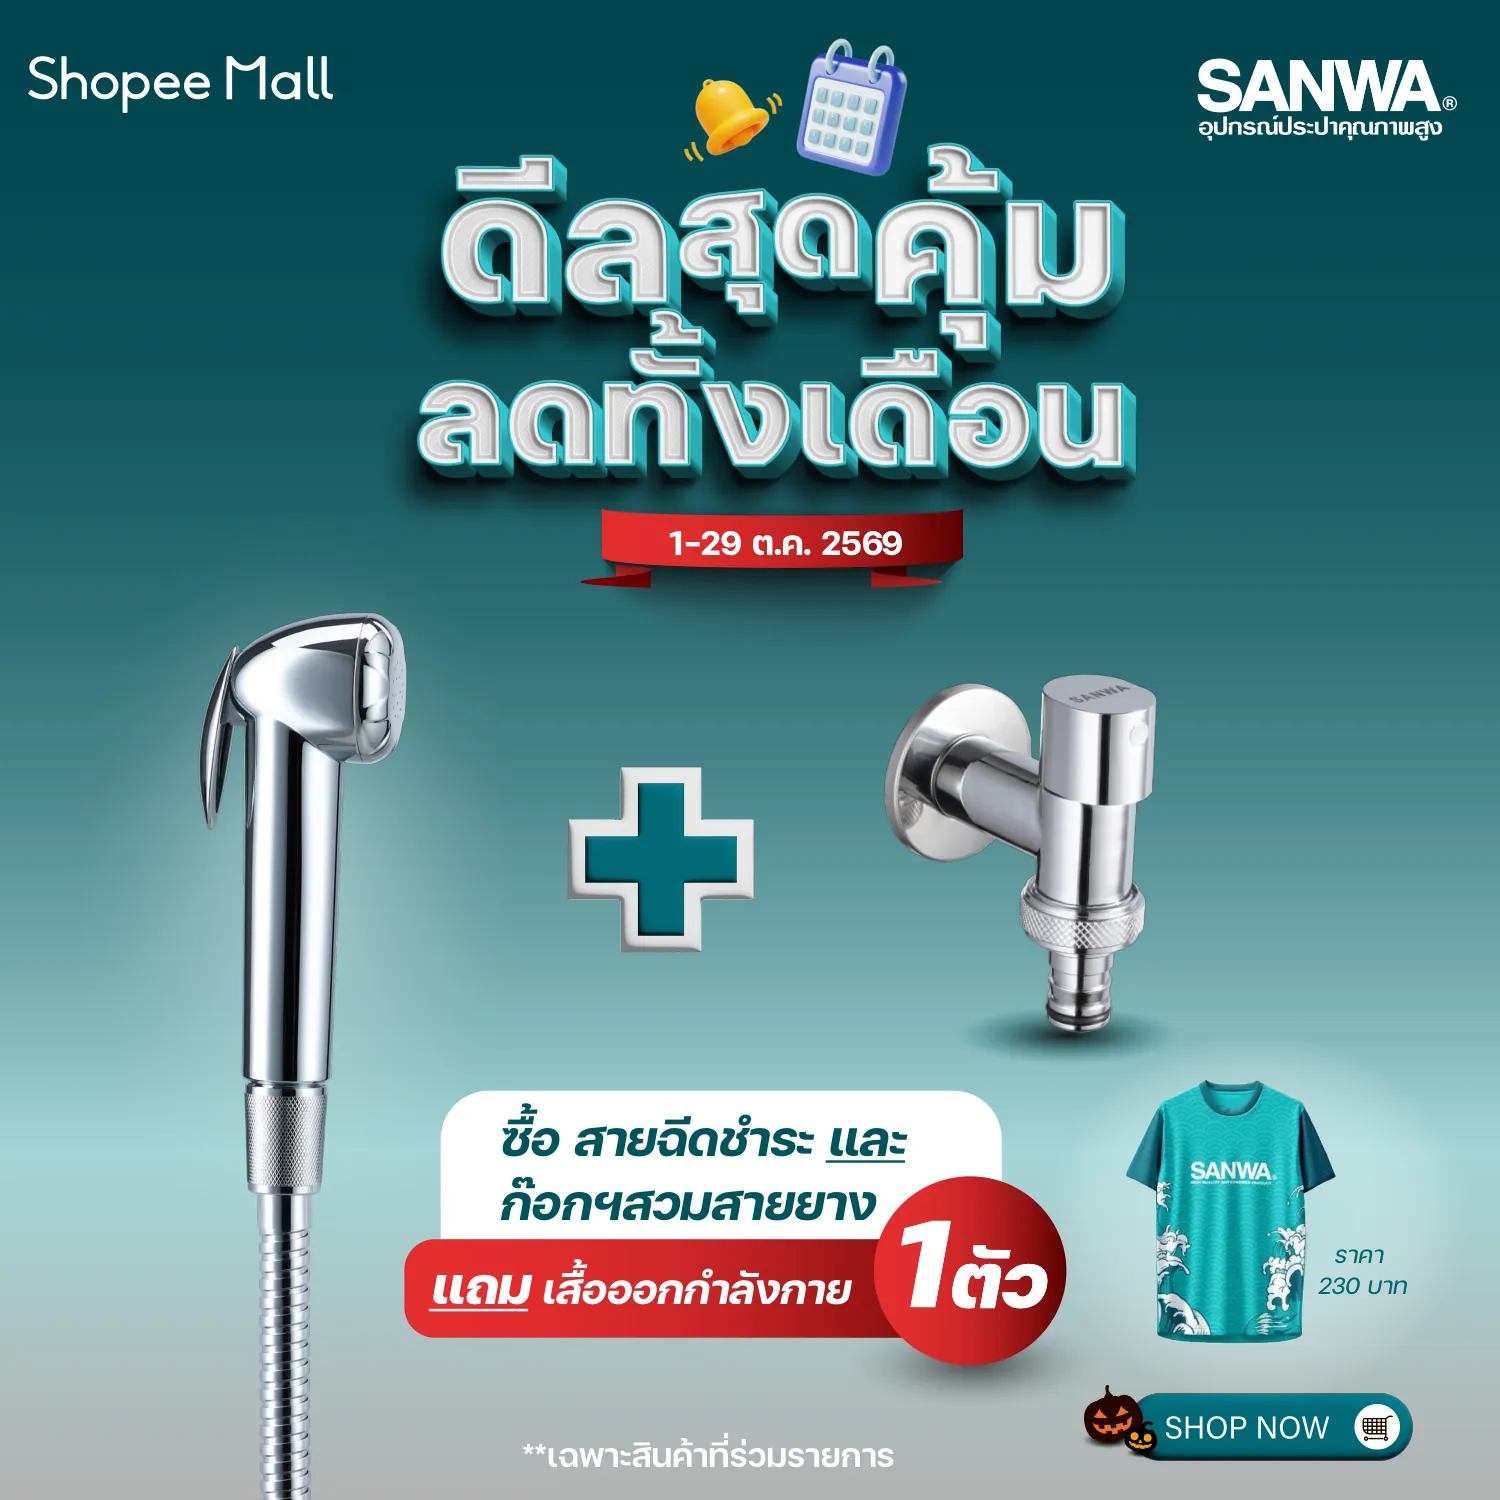 Shopee Mall
SANWA®
อุปกรณ์ประปาคุณภาพสูง
ดีลสุดคุ้ม
ลดทั้งเดือน
1-29 ต.ค. 2569
SANWA
ซื้อ สายฉีดชำระ และ
ก๊อกฯสวมสายยาง
แถม เสื้อออกกำลังกาย
1 ตัว
SANWA®
ราคา
230 บาท
SHOP NOW
**เฉพาะสินค้าที่ร่วมรายการ